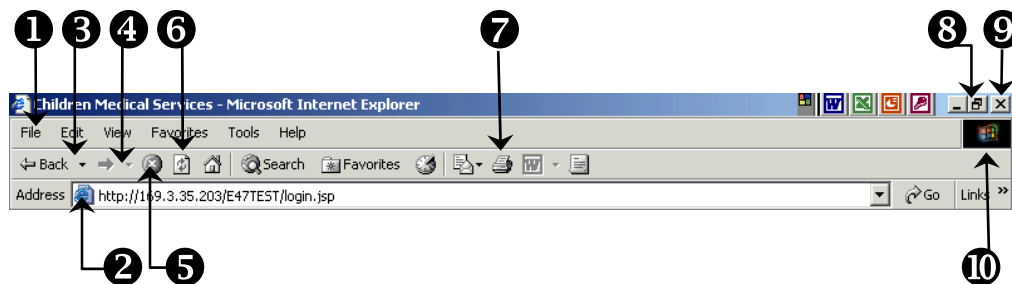 1 3 4 6 7 8 9
Children Medical Services - Microsoft Internet Explorer
File Edit View Favorites Tools Help
Back Search Favorites
Address http://169.3.35.203/E47TEST/login.jsp Go Links »
2 5 10